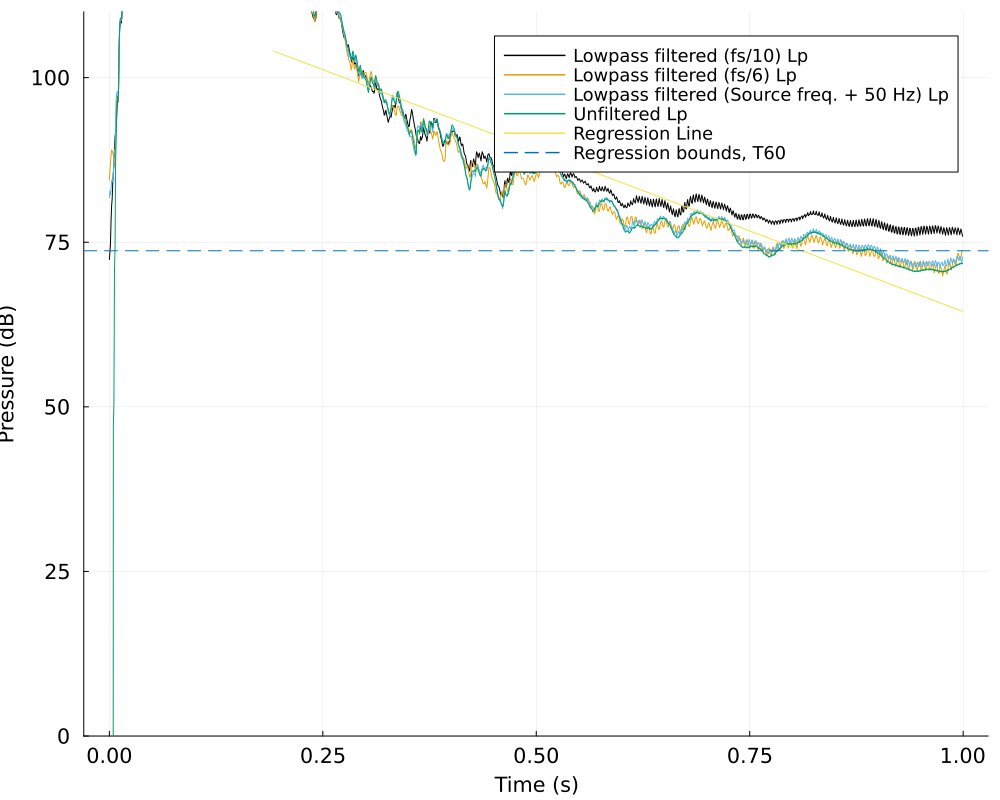 100
75
50
25
0
Pressure (dB)
Lowpass filtered (fs/10) Lp
Lowpass filtered (fs/6) Lp
Lowpass filtered (Source freq. + 50 Hz) Lp
Unfiltered Lp
Regression Line
Regression bounds, T60
0.00 0.25 0.50 0.75 1.00
Time (s)